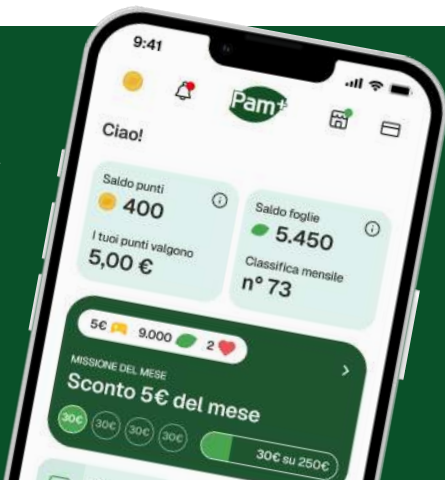 9:41
Pam+
Ciao!
Saldo punti
400
I tuoi punti valgono
5,00 €
Saldo foglie
5.450
Classifica mensile
n° 73
5€ 9.000 2
MISSIONE DEL MESE
Sconto 5€ del mese
30€ 30€ 30€ 30€ 30€ su 250€